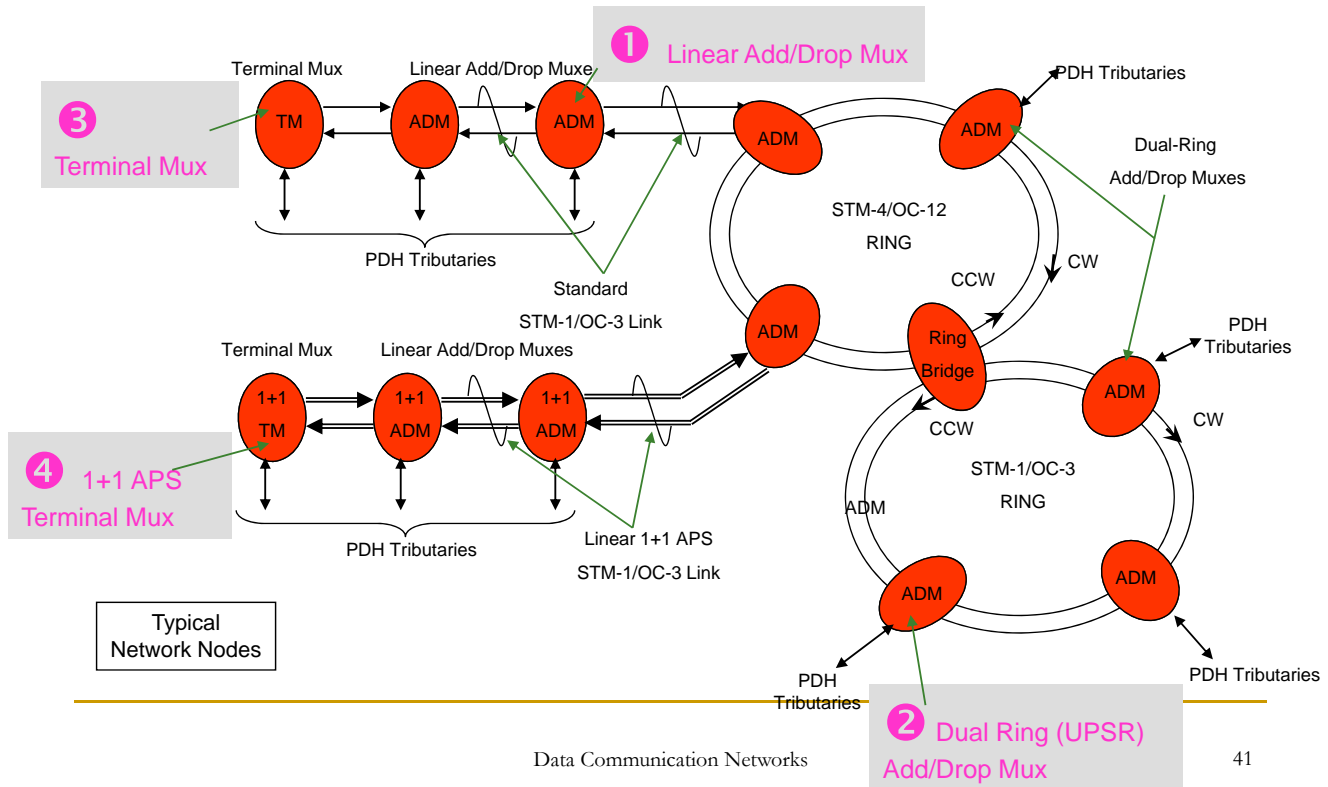 ❶ Linear Add/Drop Mux
Terminal Mux
Linear Add/Drop Muxe
PDH Tributaries
❸
Terminal Mux
TM
ADM
ADM
ADM
ADM
Dual-Ring
Add/Drop Muxes
STM-4/OC-12
RING
PDH Tributaries
CW
CCW
Standard
STM-1/OC-3 Link
ADM
Ring
Bridge
PDH
Tributaries
Terminal Mux
Linear Add/Drop Muxes
1+1
TM
1+1
ADM
1+1
ADM
ADM
CW
CCW
❹ 1+1 APS
Terminal Mux
STM-1/OC-3
RING
ADM
PDH Tributaries
Linear 1+1 APS
STM-1/OC-3 Link
ADM
ADM
Typical
Network Nodes
PDH
Tributaries
PDH Tributaries
❷ Dual Ring (UPSR)
Add/Drop Mux
Data Communication Networks
41